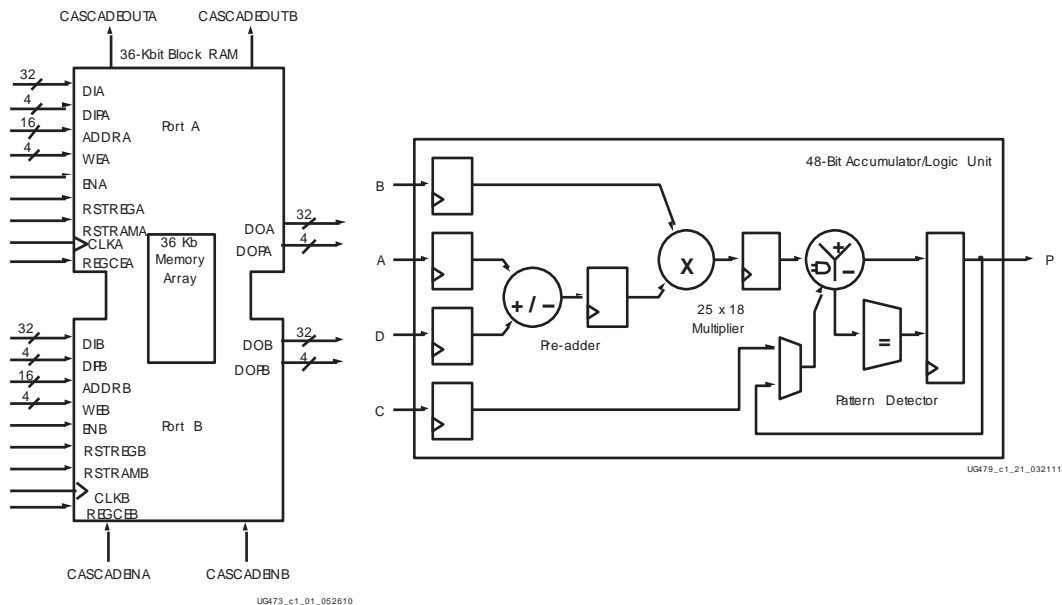 CASCADEOUTA
CASCADEOUTB
36-Kbit Block RAM
32
DIA
4
DIPA
16
ADDRA
4
WEA
ENA
RSTREGA
RSTRAMA
CLKA
REGCEA
Port A
36 Kb
Memory
Array
32
DOA
4
DOPA
32
DIB
4
DPB
16
ADDRB
4
WEB
ENB
RSTREGB
RSTRAMB
CLKB
REGCEB
Port B
32
DOB
4
DOPB
CASCADEINA
CASCADEINB
UG473_c1_01_052610
48-Bit Accumulator/Logic Unit
B
A
D
C
+ / −
Pre-adder
X
25 x 18
Multiplier
+
−
=
Pattern Detector
P
UG479_c1_21_032111